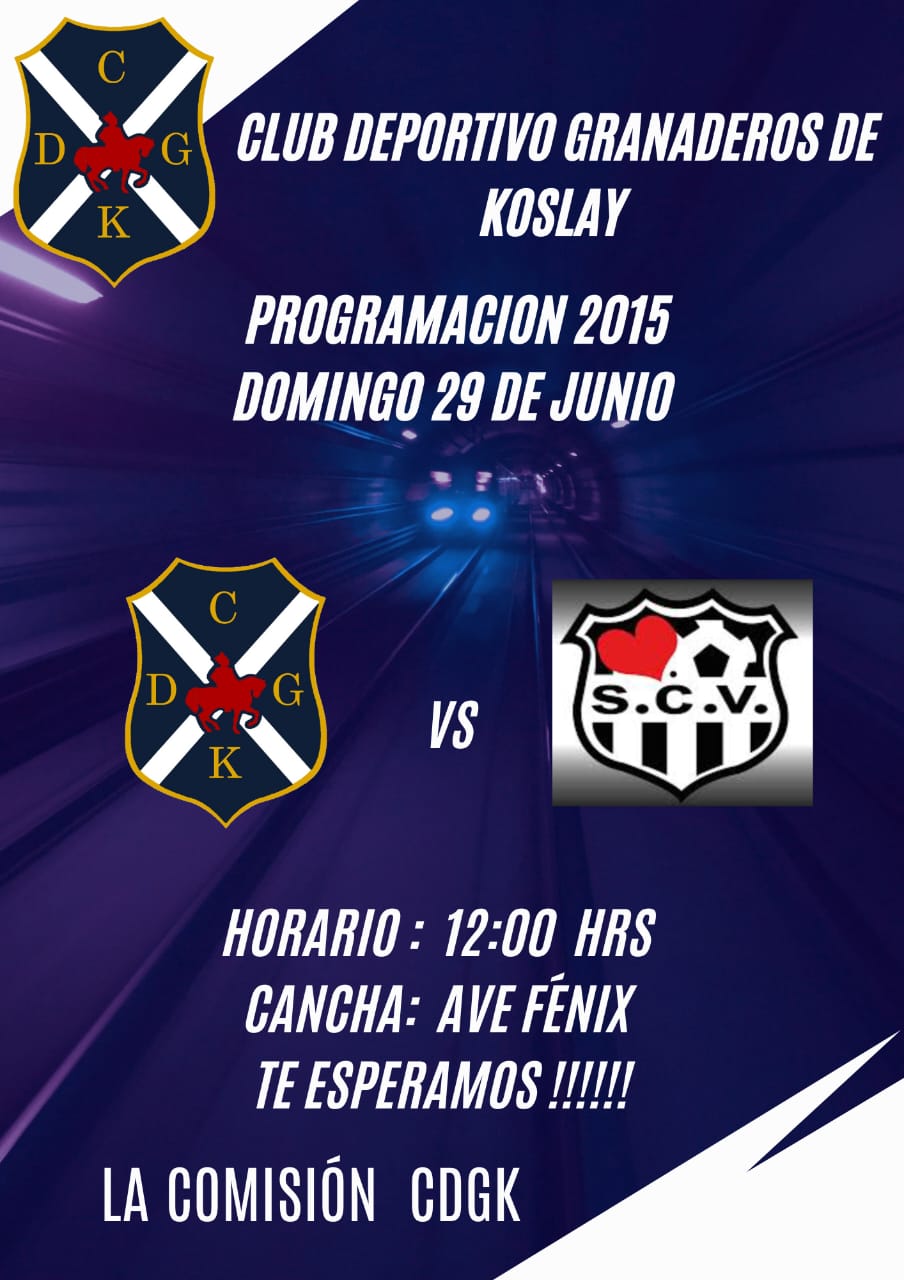 C
D G
K
CLUB DEPORTIVO GRANADEROS DE
KOSLAY
PROGRAMACION 2015
DOMINGO 29 DE JUNIO
C
D G
K
VS
S.C.V.
HORARIO : 12:00 HRS
CANCHA: AVE FÉNIX
TE ESPERAMOS !!!!!!
LA COMISIÓN CDGK